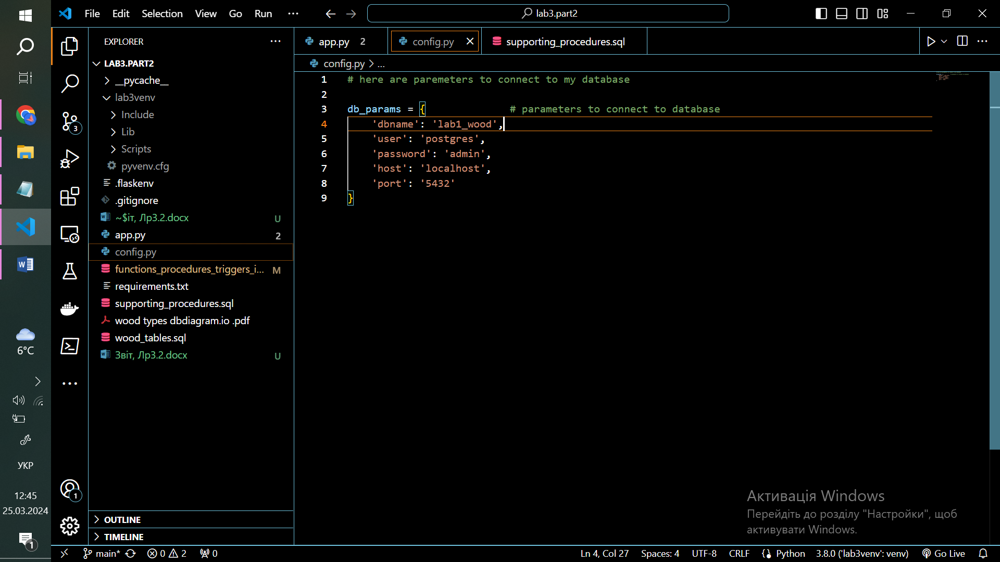 File Edit Selection View Go Run ···
lab3.part2
EXPLORER
LAB3.PART2
__pycache__
lab3venv
Include
Lib
Scripts
pyvenv.cfg
.flaskenv
.gitignore
~$іт, Лр3.2.docx U
app.py 2
config.py
functions_procedures_triggers_i... M
requirements.txt
supporting_procedures.sql
wood types dbdiagram.io .pdf
wood_tables.sql
Звіт, Лр3.2.docx U
OUTLINE
TIMELINE
app.py 2
config.py
supporting_procedures.sql
config.py > ...
1 # here are paremeters to connect to my database
2
3 db_params = { # parameters to connect to database
4 'dbname': 'lab1_wood',
5 'user': 'postgres',
6 'password': 'admin',
7 'host': 'localhost',
8 'port': '5432'
9 }
3
1
6°C
УКР
12:45
25.03.2024
1
Активація Windows
Перейдіть до розділу "Настройки", щоб
активувати Windows.
main* 0 2 0
Ln 4, Col 27 Spaces: 4 UTF-8 CRLF Python 3.8.0 ('lab3venv': venv) Go Live